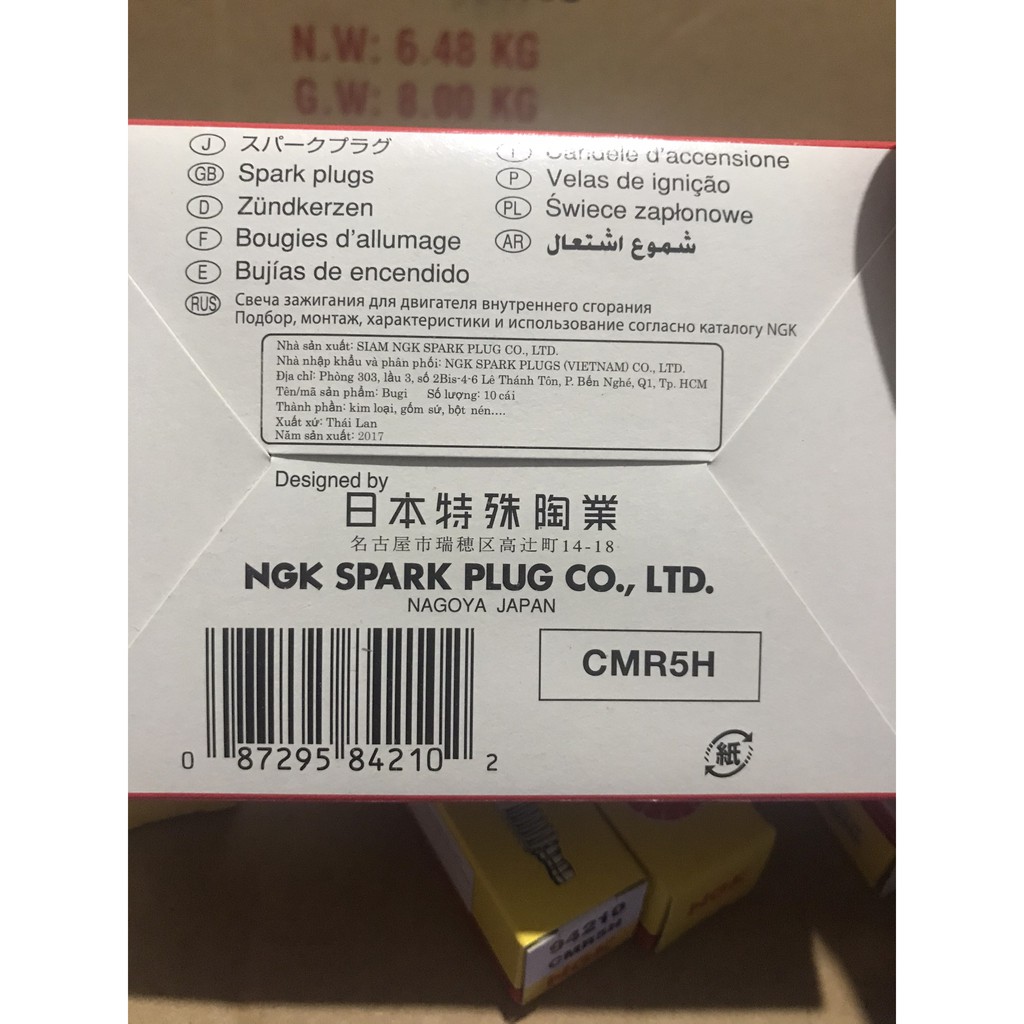 N.W: 6.48 KG
G.W: 8.00 KG
J スパークプラグ
GB Spark plugs
D Zündkerzen
F Bougies d'allumage
E Bujías de encendido
I Candele d'accensione
P Velas de ignição
PL Świece zapłonowe
AR شموع اشتعال
RUS Свеча зажигания для двигателя внутреннего сгорания
Подбор, монтаж, характеристики и использование согласно каталогу NGK
Nhà sản xuất: SIAM NGK SPARK PLUG CO., LTD.
Nhà nhập khẩu và phân phối: NGK SPARK PLUGS (VIETNAM) CO., LTD.
Địa chỉ: Phòng 303, lầu 3, số 2Bis-4-6 Lê Thánh Tôn, P. Bến Nghé, Q1, Tp. HCM
Tên/mã sản phẩm: Bugi Số lượng: 10 cái
Thành phần: kim loại, gốm sứ, bột nén....
Xuất xứ: Thái Lan
Năm sản xuất: 2017
Designed by
日本特殊陶業
名古屋市瑞穂区高辻町14-18
NGK SPARK PLUG CO., LTD.
NAGOYA JAPAN
CMR5H
0 87295 84210 2
紙
94210
CMR5H
NGK
NGK